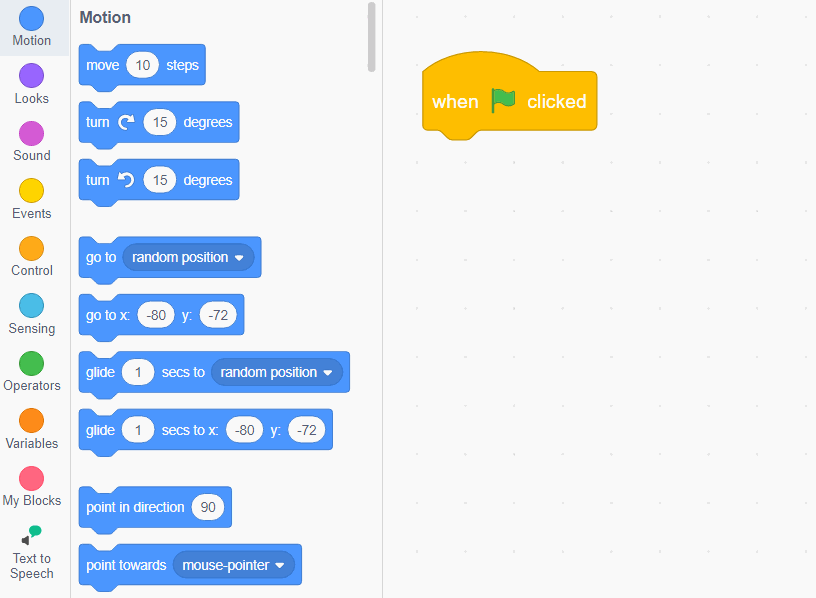 Motion
Looks
Sound
Events
Control
Sensing
Operators
Variables
My Blocks
Text to
Speech
Motion
move 10 steps
turn 15 degrees
turn 15 degrees
go to random position
go to x: -80 y: -72
glide 1 secs to random position
glide 1 secs to x: -80 y: -72
point in direction 90
point towards mouse-pointer
when clicked